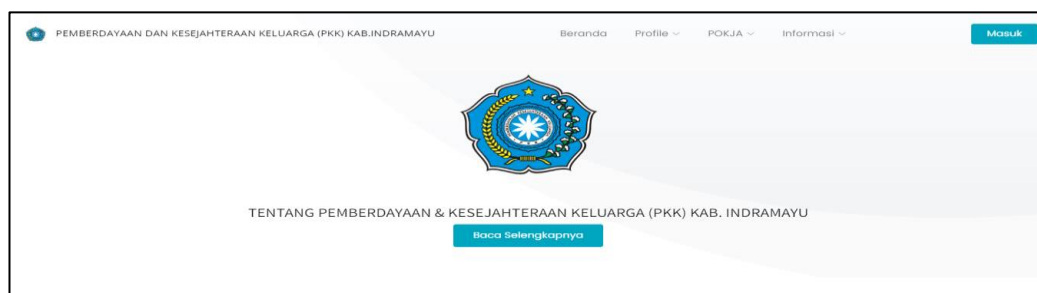 PEMBERDAYAAN DAN KESEJAHTERAAN KELUARGA (PKK) KAB.INDRAMAYU
Beranda Profile POKJA Informasi Masuk
TENTANG PEMBERDAYAAN & KESEJAHTERAAN KELUARGA (PKK) KAB. INDRAMAYU
Baca Selengkapnya